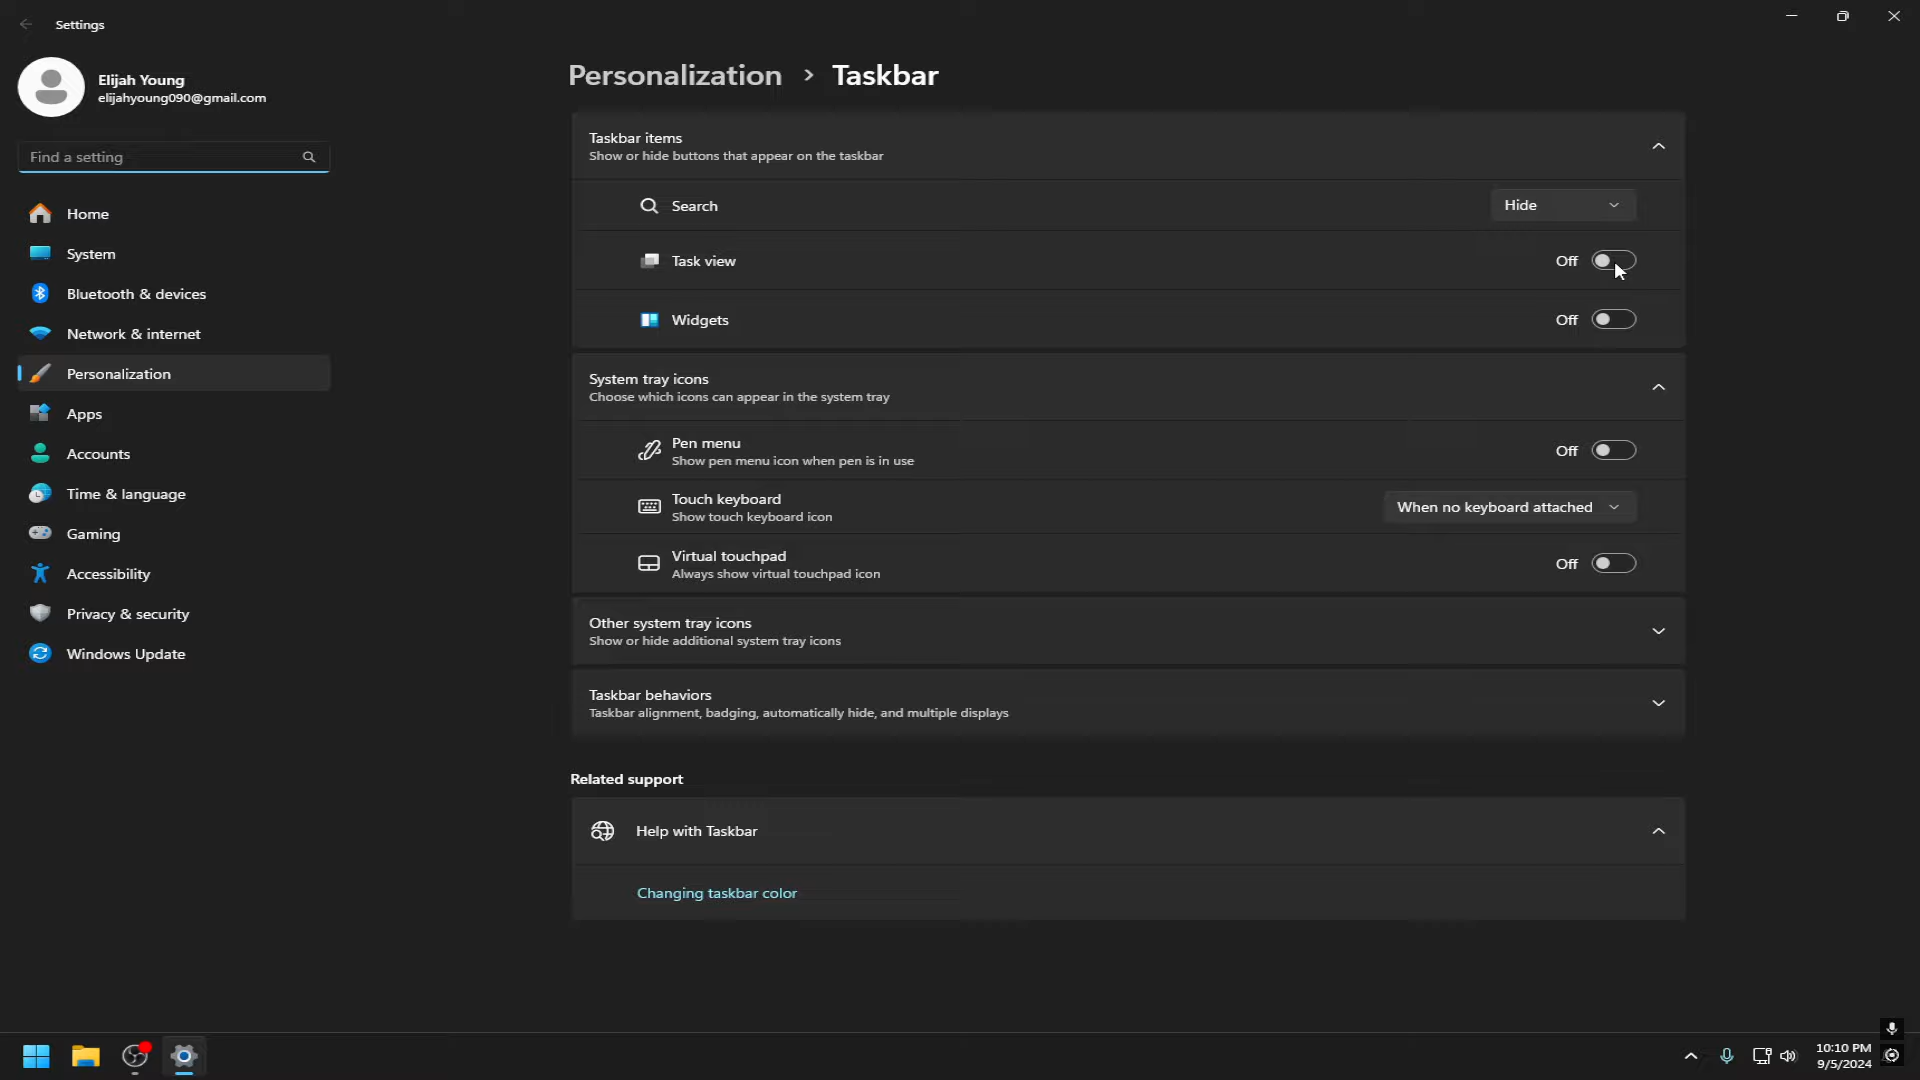 Settings
Elijah Young
elijahyoung090@gmail.com
Find a setting
Home
System
Bluetooth & devices
Network & internet
Personalization
Apps
Accounts
Time & language
Gaming
Accessibility
Privacy & security
Windows Update
Personalization > Taskbar
Taskbar items
Show or hide buttons that appear on the taskbar
Search
Hide
Task view
Off
Widgets
Off
System tray icons
Choose which icons can appear in the system tray
Pen menu
Show pen menu icon when pen is in use
Off
Touch keyboard
Show touch keyboard icon
When no keyboard attached
Virtual touchpad
Always show virtual touchpad icon
Off
Other system tray icons
Show or hide additional system tray icons
Taskbar behaviors
Taskbar alignment, badging, automatically hide, and multiple displays
Related support
Help with Taskbar
Changing taskbar color
10:10 PM
9/5/2024